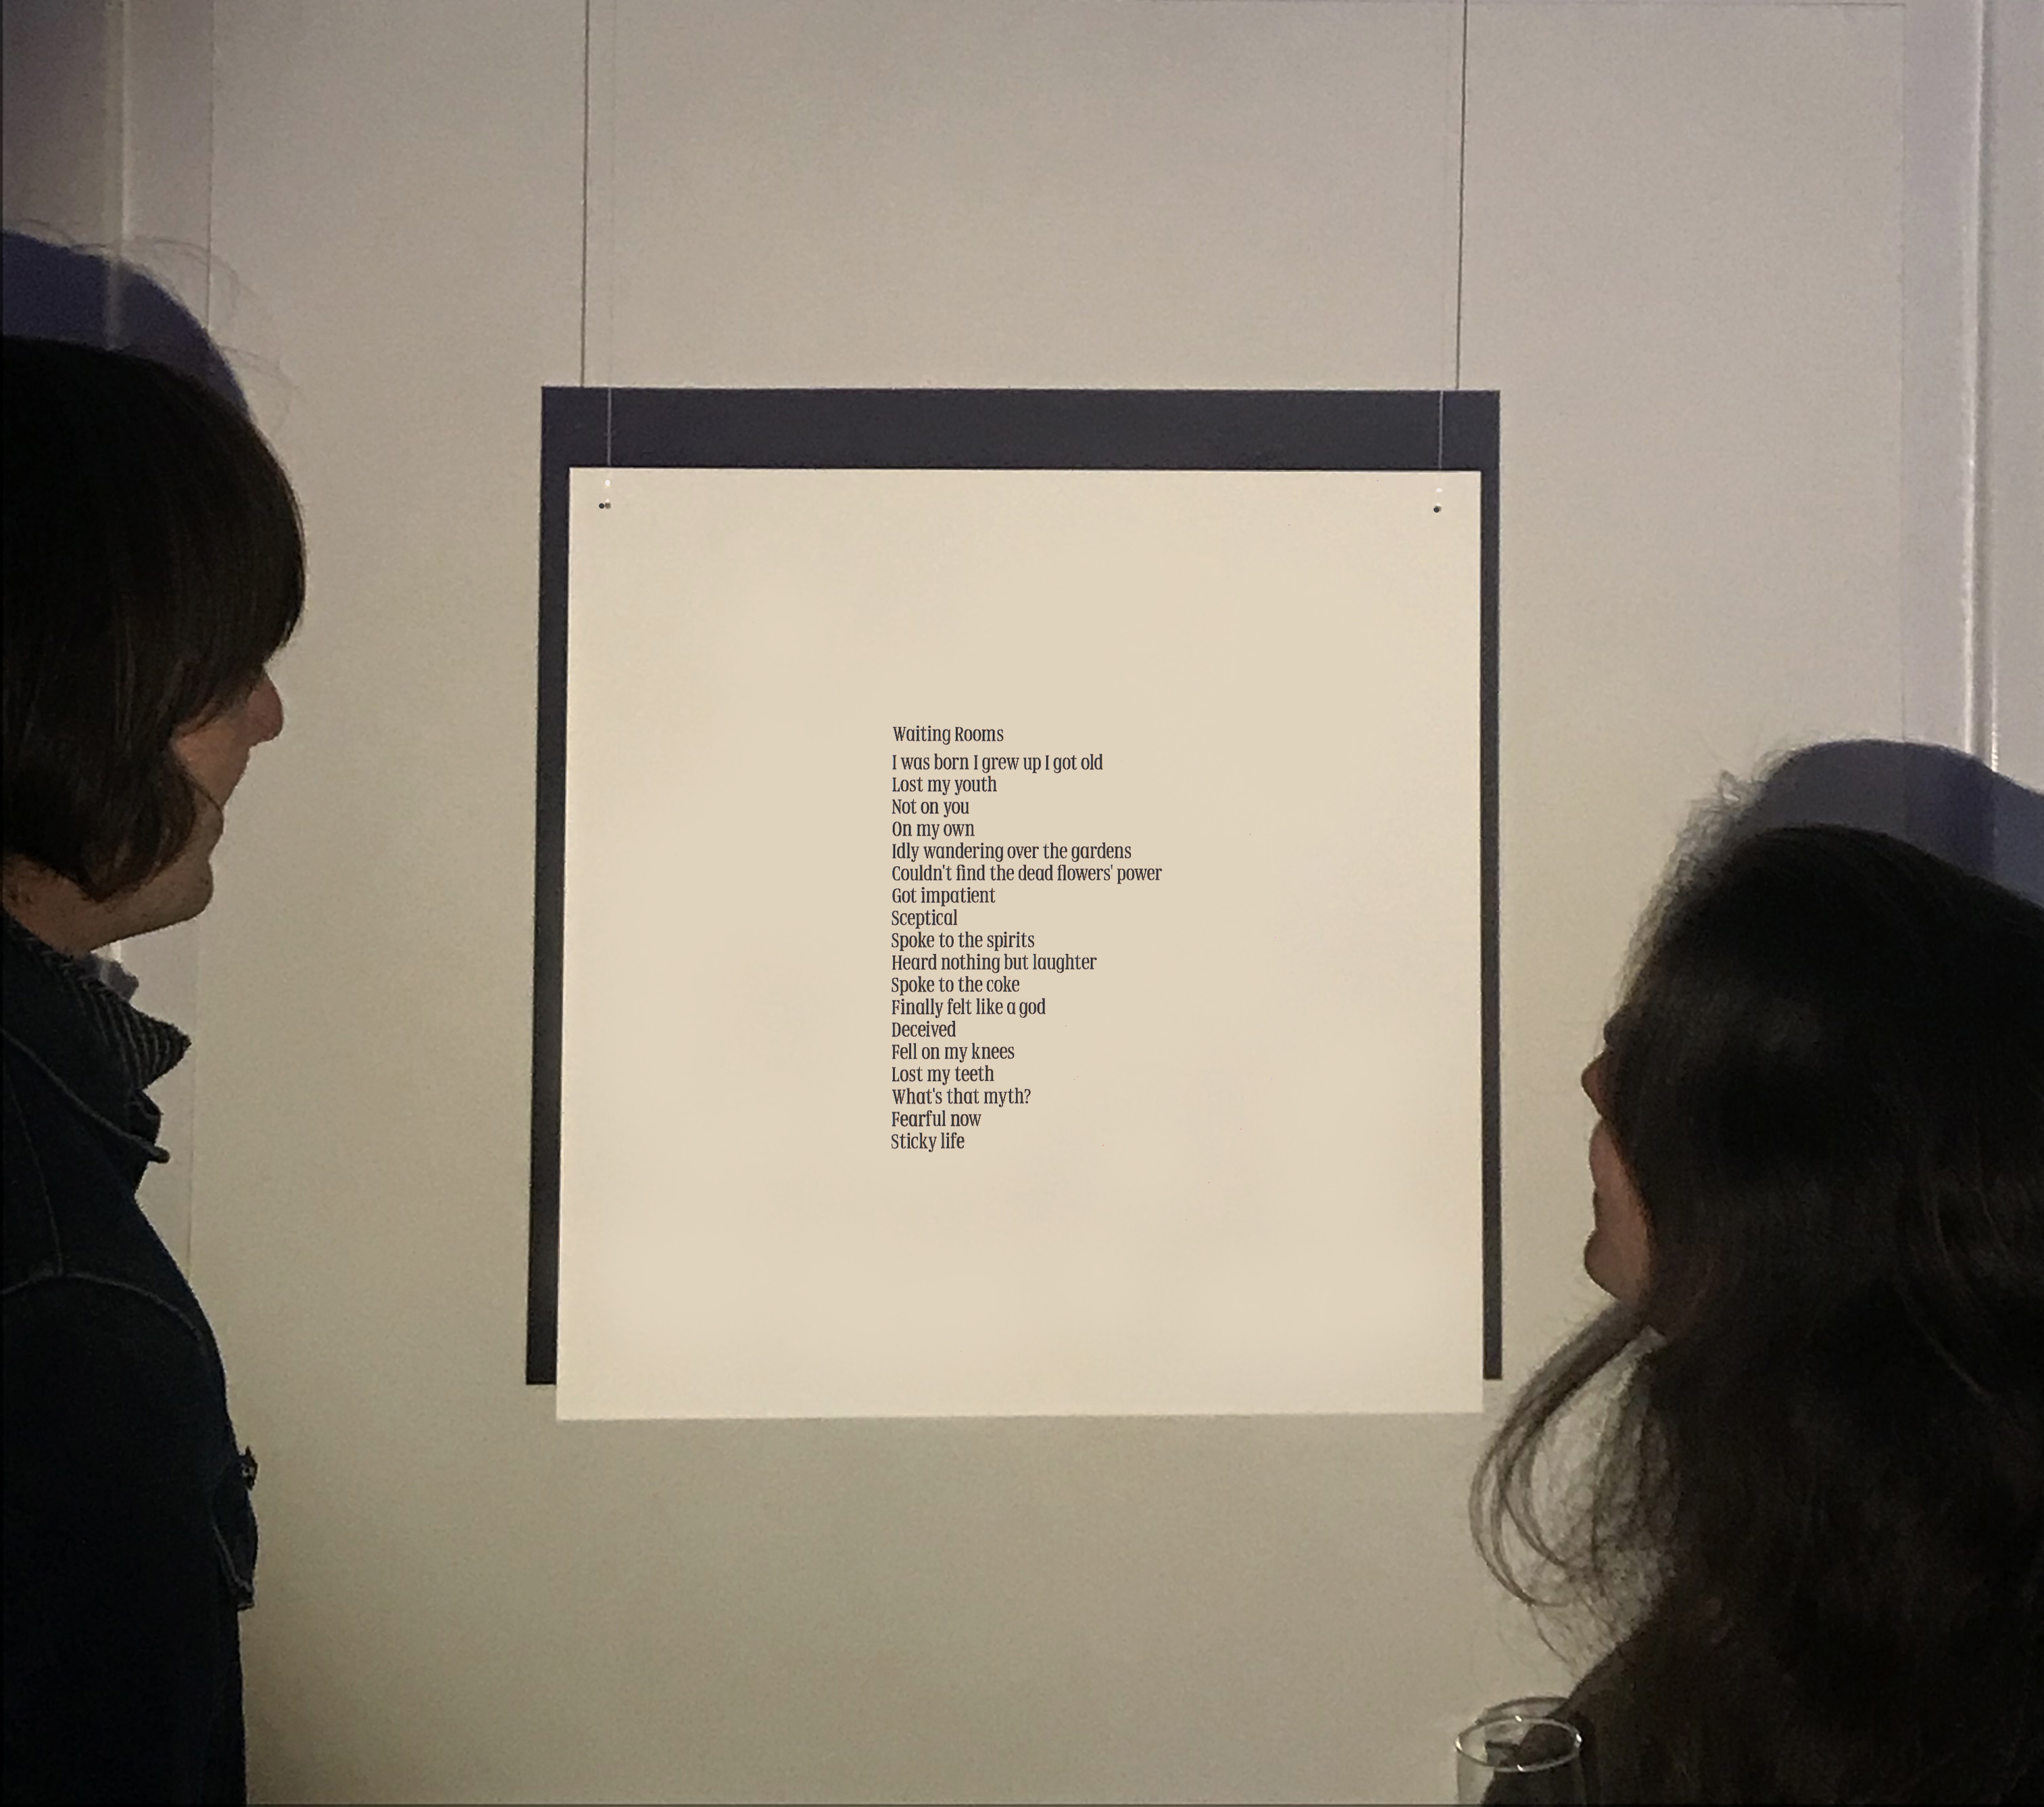 Waiting Rooms
I was born I grew up I got old
Lost my youth
Not on you
On my own
Idly wandering over the gardens
Couldn't find the dead flowers' power
Got impatient
Sceptical
Spoke to the spirits
Heard nothing but laughter
Spoke to the coke
Finally felt like a god
Deceived
Fell on my knees
Lost my teeth
What's that myth?
Fearful now
Sticky life